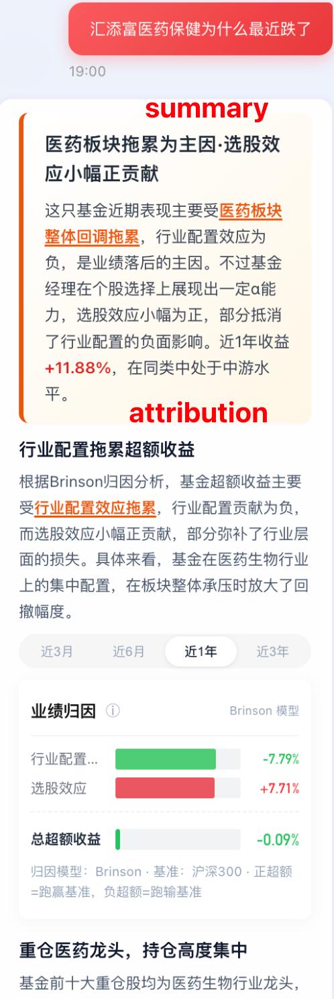 汇添富医药保健为什么最近跌了
19:00
summary
医药板块拖累为主因·选股效
应小幅正贡献
这只基金近期表现主要受医药板块
整体回调拖累，行业配置效应为
负，是业绩落后的主因。不过基金
经理在个股选择上展现出一定α能
力，选股效应小幅为正，部分抵消
了行业配置的负面影响。近1年收益
+11.88%，在同类中处于中游水
平。
attribution
行业配置拖累超额收益
根据Brinson归因分析，基金超额收益主要
受行业配置效应拖累，行业配置贡献为负，
而选股效应小幅正贡献，部分弥补了行业层
面的损失。具体来看，基金在医药生物行业
上的集中配置，在板块整体承压时放大了回
撤幅度。
近3月 近6月 近1年 近3年
业绩归因 ⓘ Brinson 模型
行业配置... -7.79%
选股效应 +7.71%
总超额收益 -0.09%
归因模型：Brinson · 基准：沪深300 · 正超额
=跑赢基准，负超额=跑输基准
重仓医药龙头，持仓高度集中
基金前十大重仓股均为医药生物行业龙头，